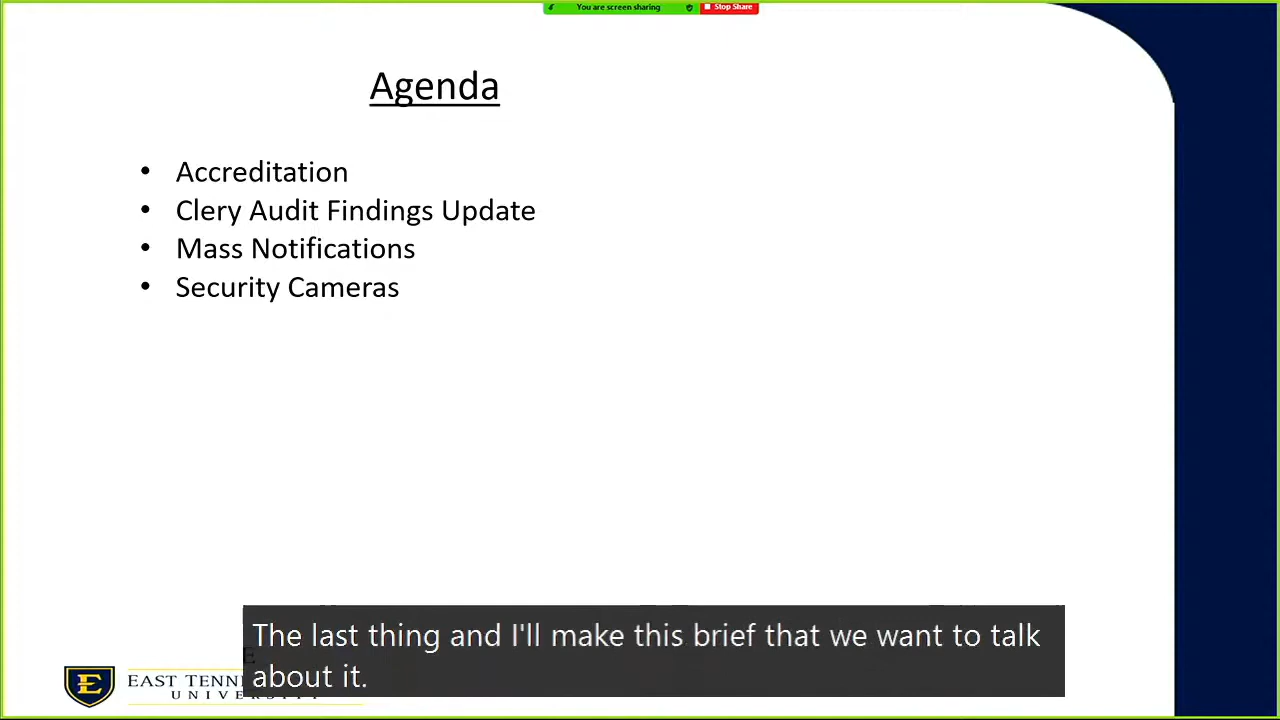 You are screen sharing
Stop Share
Agenda
• Accreditation
• Clery Audit Findings Update
• Mass Notifications
• Security Cameras
The last thing and I'll make this brief that we want to talk
about it.
E
EAST TENNE
UNIVERSITY